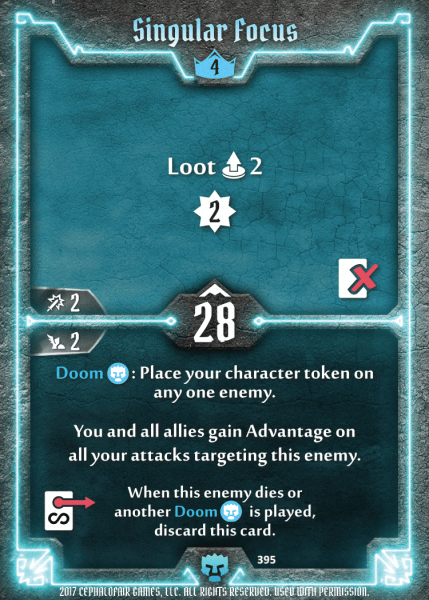 Singular Focus
4
Loot 2
2
2
28
2
Doom : Place your character token on
any one enemy.
You and all allies gain Advantage on
all your attacks targeting this enemy.
When this enemy dies or
another Doom is played,
discard this card.
395
2017 CEPHALOFAIR GAMES, LLC. ALL RIGHTS RESERVED. USED WITH PERMISSION.